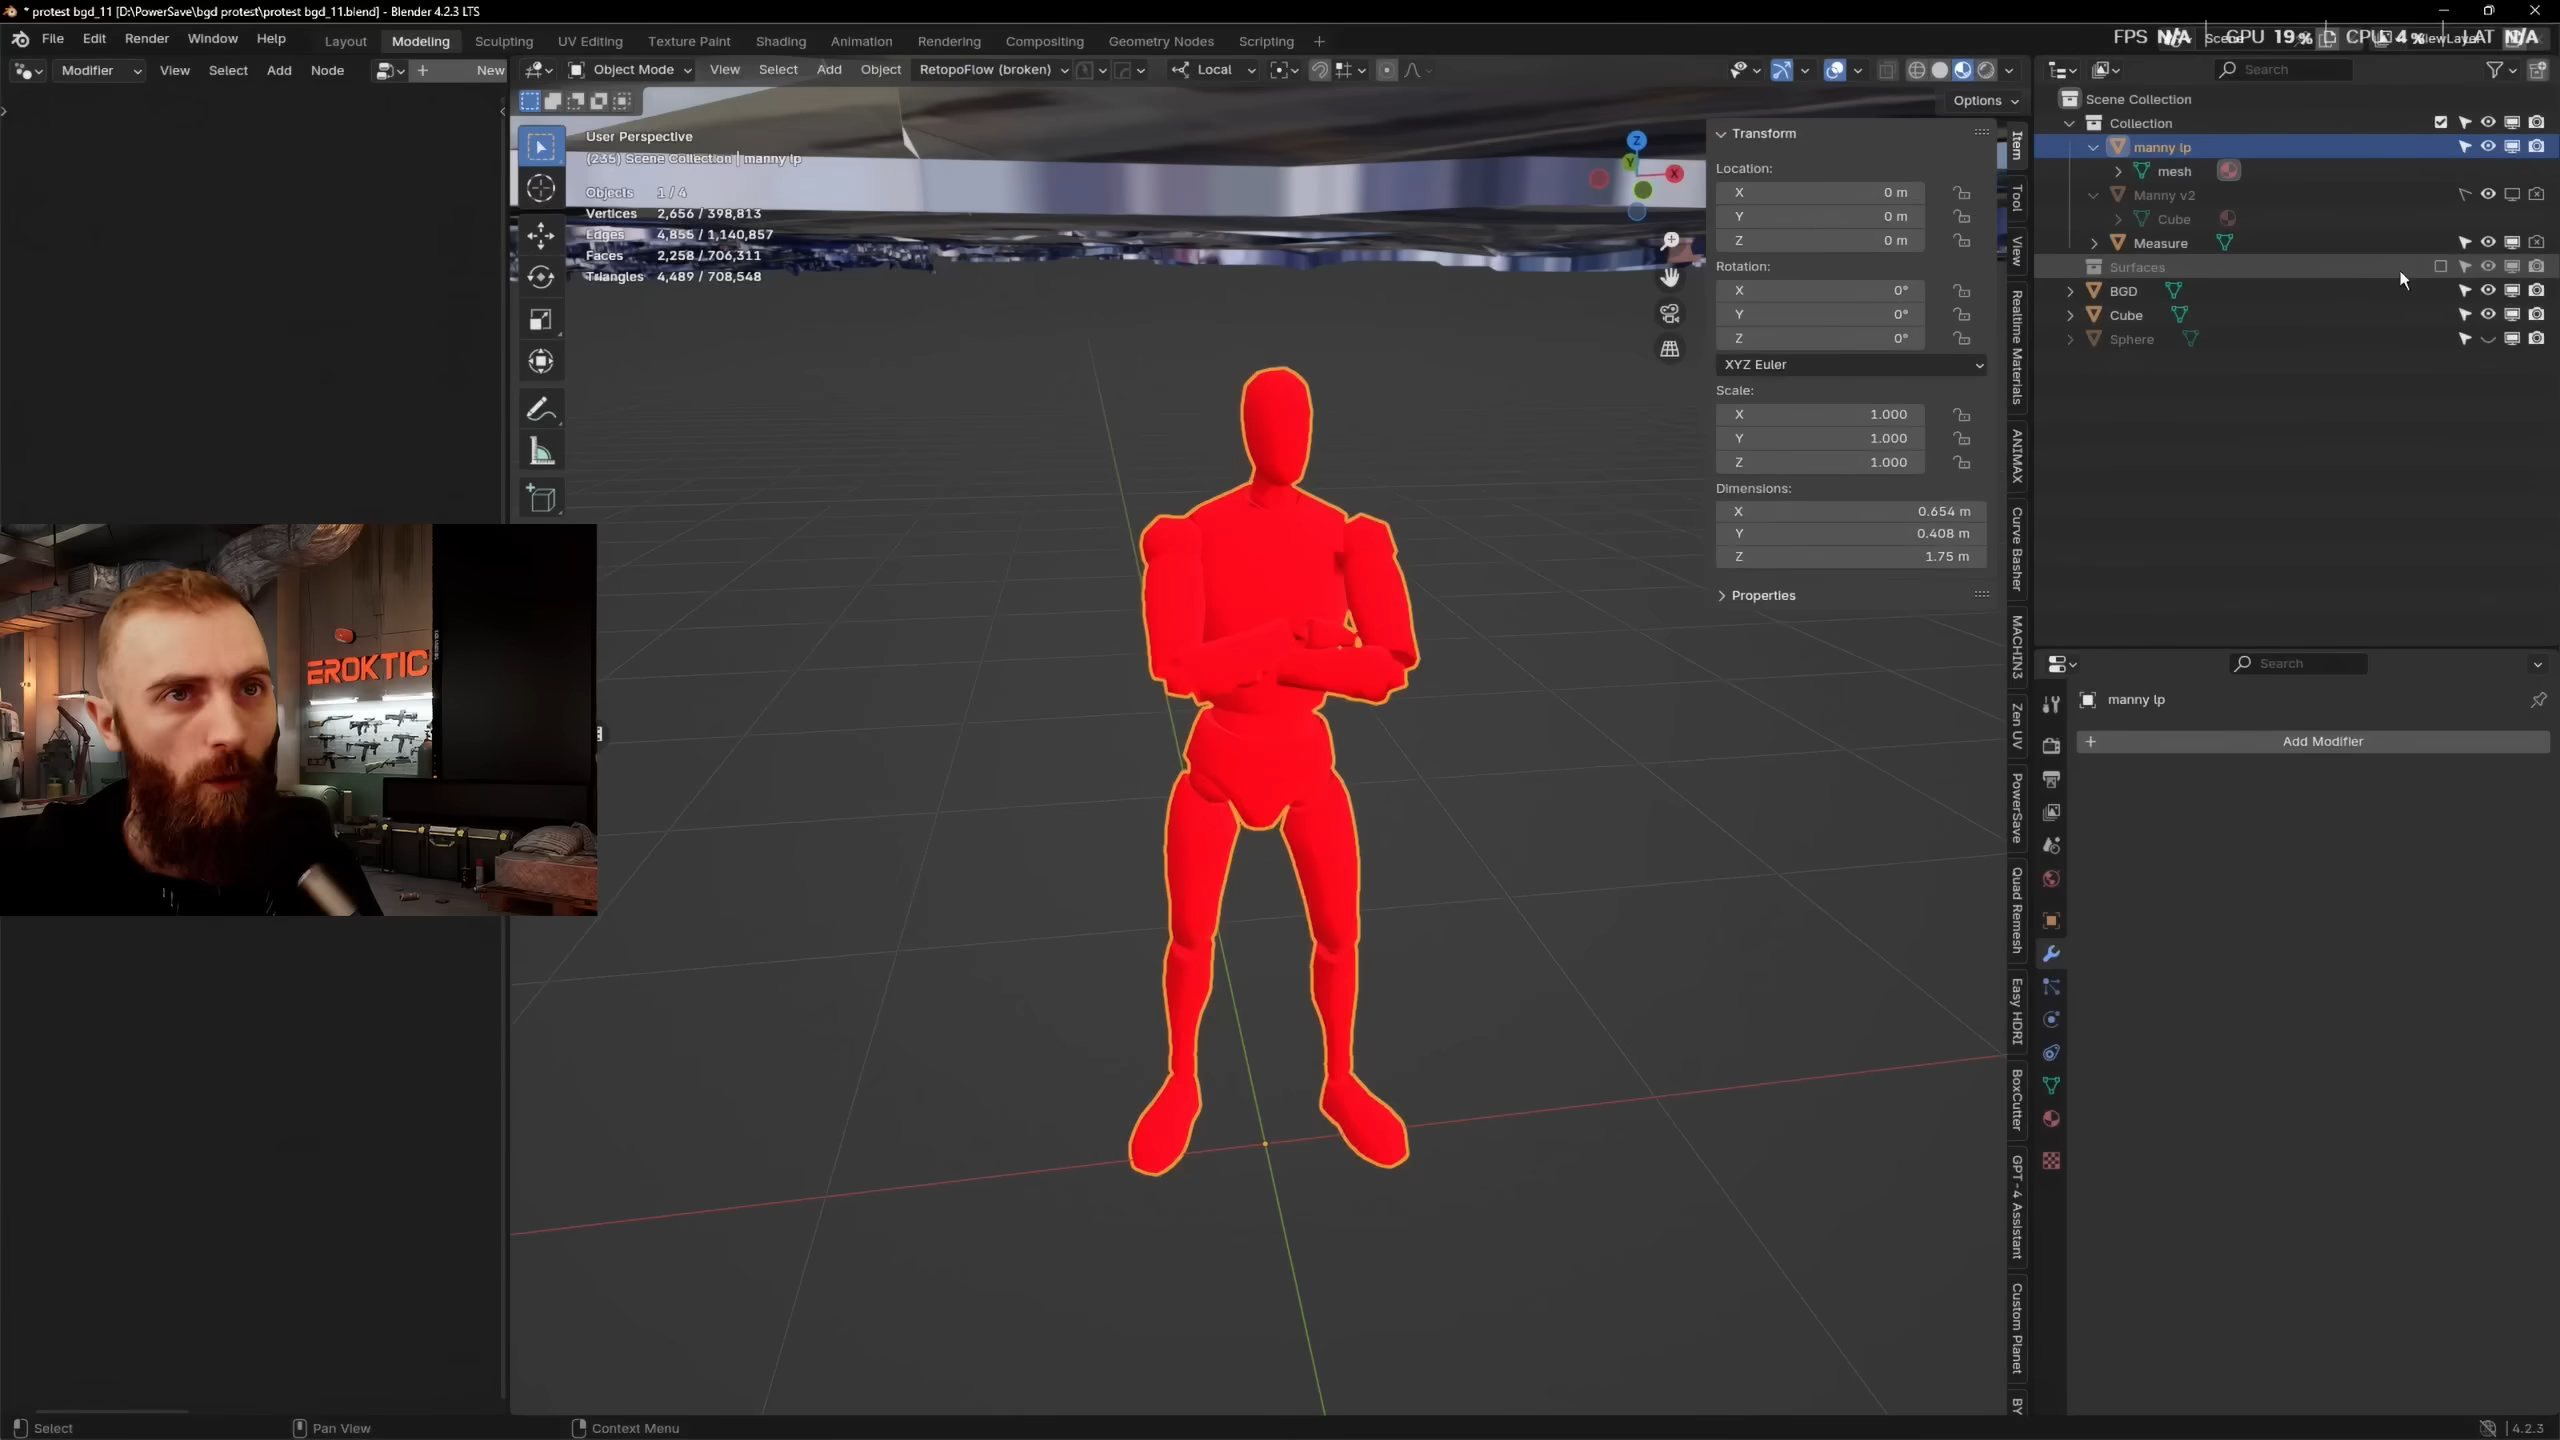 * protest bgd_11 [D:\PowerSave\bgd protest\protest bgd_11.blend] - Blender 4.2.3 LTS
File Edit Render Window Help Layout Modeling Sculpting UV Editing Texture Paint Shading Animation Rendering Compositing Geometry Nodes Scripting +
FPS N/A GPU 19 % CPU 4 % LAT N/A
Modifier View Select Add Node New
Object Mode View Select Add Object RetopoFlow (broken) Local
Search
Options
User Perspective
(235) Scene Collection | manny lp
Objects 1 / 4
Vertices 2,656 / 398,813
Edges 4,855 / 1,140,857
Faces 2,258 / 706,311
Triangles 4,489 / 708,548
Z
Y
X
Transform
Location:
X 0 m
Y 0 m
Z 0 m
Rotation:
X 0°
Y 0°
Z 0°
XYZ Euler
Scale:
X 1.000
Y 1.000
Z 1.000
Dimensions:
X 0.654 m
Y 0.408 m
Z 1.75 m
Properties
Item
Tool
View
Realtime Materials
ANIMAX
Curve Basher
MACHIN3
Zen UV
PowerSave
Quad Remesh
Easy HDRI
BoxCutter
GPT-4 Assistant
Custom Planet
BY
Scene Collection
Collection
manny lp
mesh
Manny v2
Cube
Measure
Surfaces
BGD
Cube
Sphere
Search
manny lp
+ Add Modifier
EROKTIC
Select
Pan View
Context Menu
4.2.3